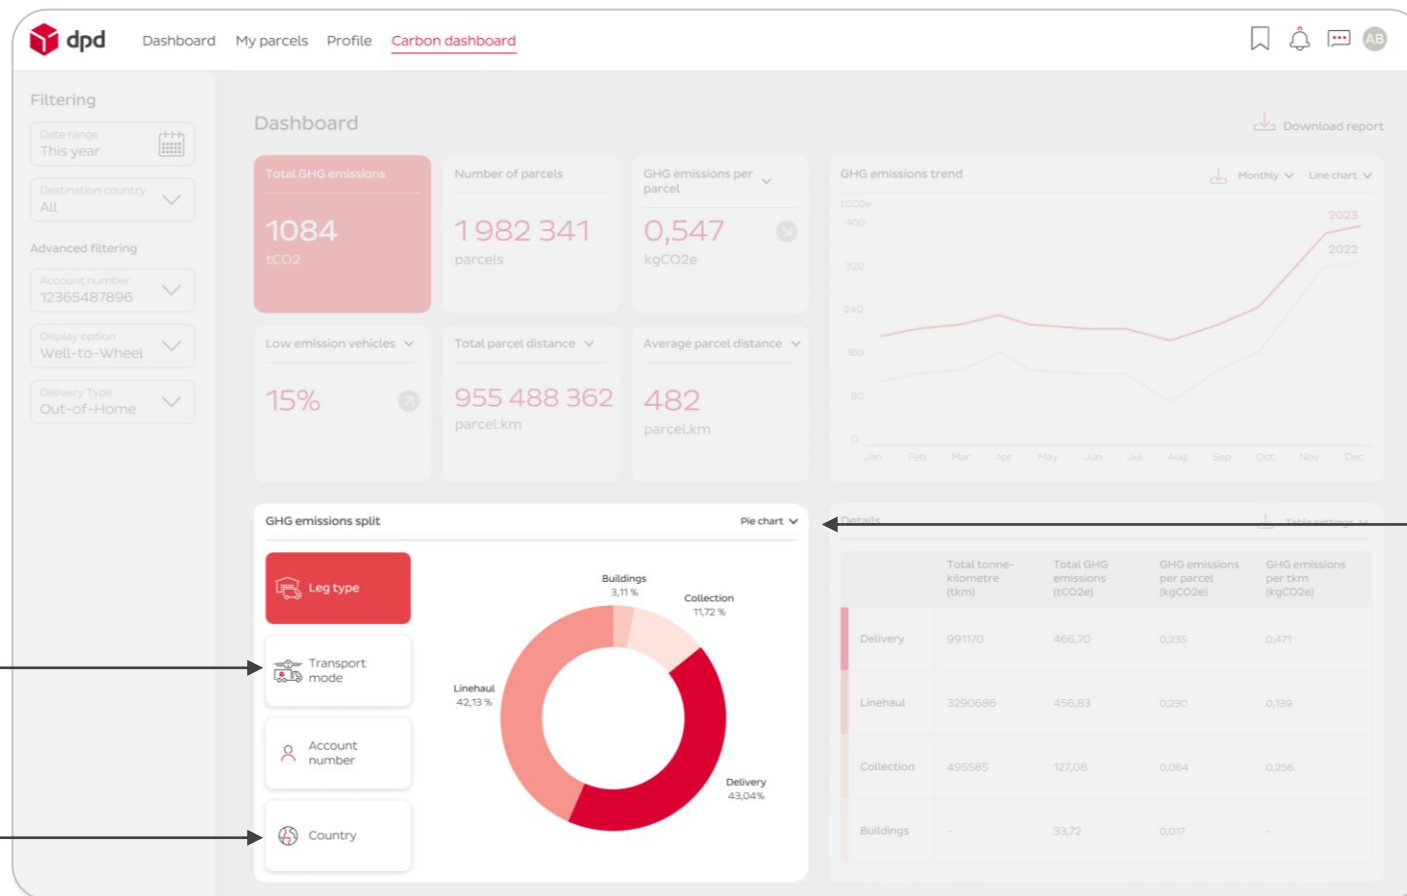 dpd
Dashboard My parcels Profile Carbon dashboard
AB
Filtering
Date range
This year
Destination country
All
Advanced filtering
Account number
12365487896
Display option
Well-to-Wheel
Delivery Type
Out-of-Home
Dashboard
Download report
Total GHG emissions
1084
tCO2
Number of parcels
1 982 341
parcels
GHG emissions per
parcel
0,547
kgCO2e
Low emission vehicles
15%
Total parcel distance
955 488 362
parcel.km
Average parcel distance
482
parcel.km
GHG emissions trend
Monthly Line chart
tCO2e
400
320
240
160
80
0
2023
2022
Jan Feb Mar Apr May Jun Jul Aug Sep Oct Nov Dec
GHG emissions split
Pie chart
Leg type
Transport
mode
Account
number
Country
Buildings
3,11 %
Collection
11,72 %
Linehaul
42,13 %
Delivery
43,04%
Details
Table settings
Total tonne-
kilometre
(tkm)
Total GHG
emissions
(tCO2e)
GHG emissions
per parcel
(kgCO2e)
GHG emissions
per tkm
(kgCO2e)
Delivery 991170 466,70 0,235 0,471
Linehaul 3290686 456,83 0,230 0,139
Collection 495585 127,08 0,064 0,256
Buildings - 33,72 0,017 -